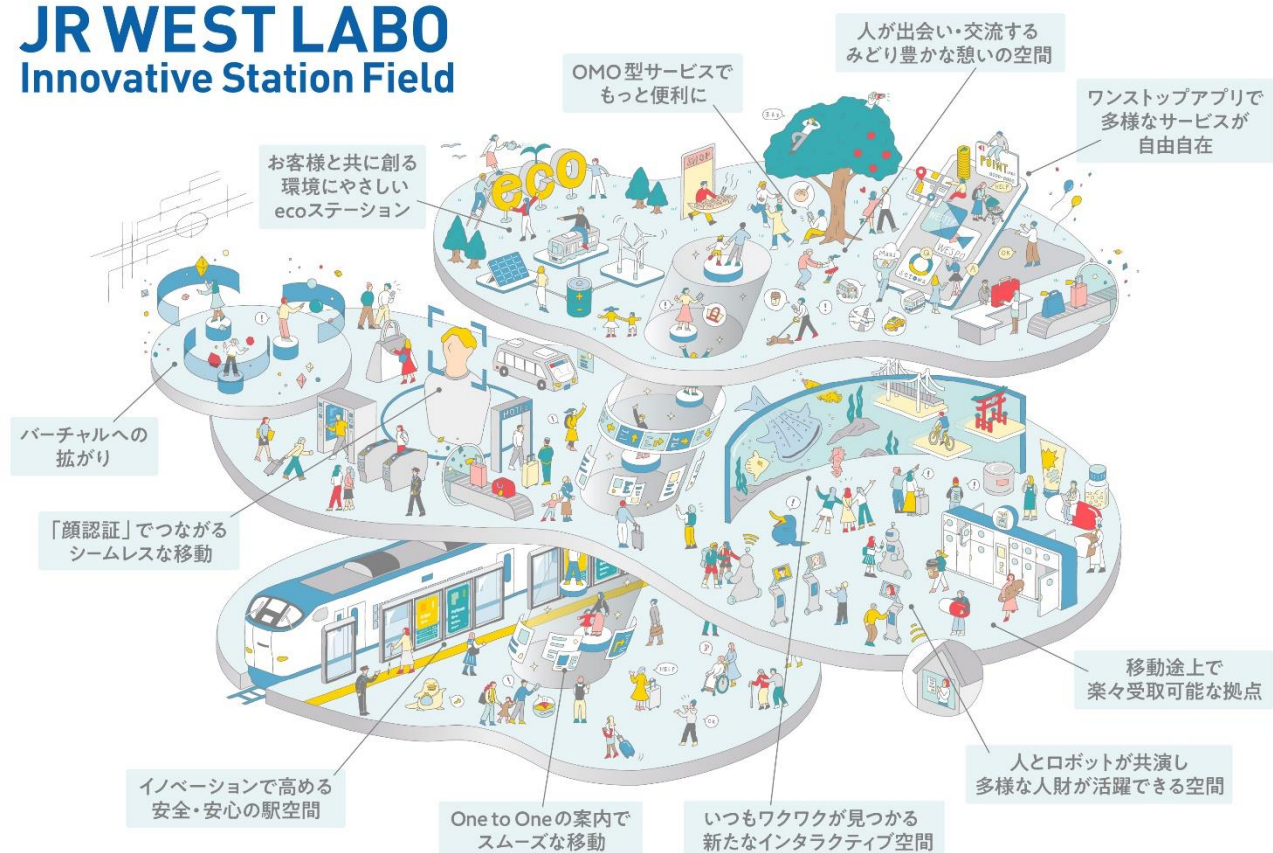 JR WEST LABO
Innovative Station Field
人が出会い・交流する
みどり豊かな憩いの空間
OMO型サービスで
もっと便利に
ワンストップアプリで
多様なサービスが
自由自在
お客様と共に創る
環境にやさしい
ecoステーション
eco
SHOP
POINT
HELP
WESPO
MaaS
OK
バーチャルへの
拡がり
HOTEL
「顔認証」でつながる
シームレスな移動
HELP
OK
移動途上で
楽々受取可能な拠点
人とロボットが共演し
多様な人財が活躍できる空間
イノベーションで高める
安全・安心の駅空間
One to Oneの案内で
スムーズな移動
いつもワクワクが見つかる
新たなインタラクティブ空間